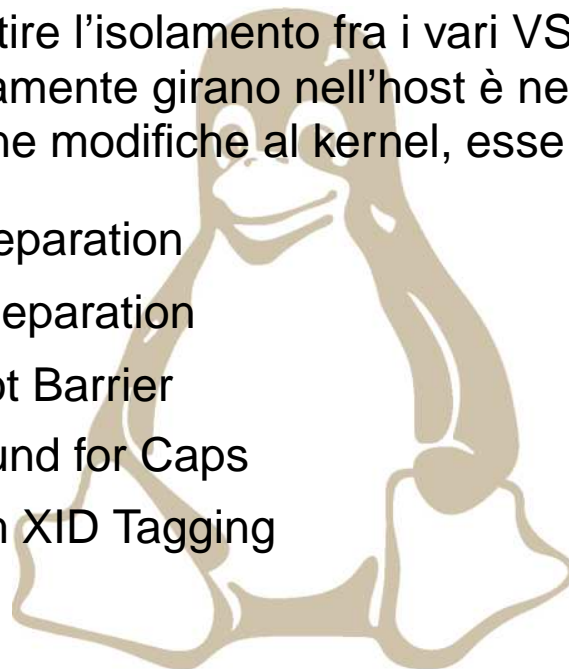 tire l’isolamento fra i vari VS
amente girano nell’host è ne
ne modifiche al kernel, esse
eparation
eparation
ot Barrier
und for Caps
n XID Tagging